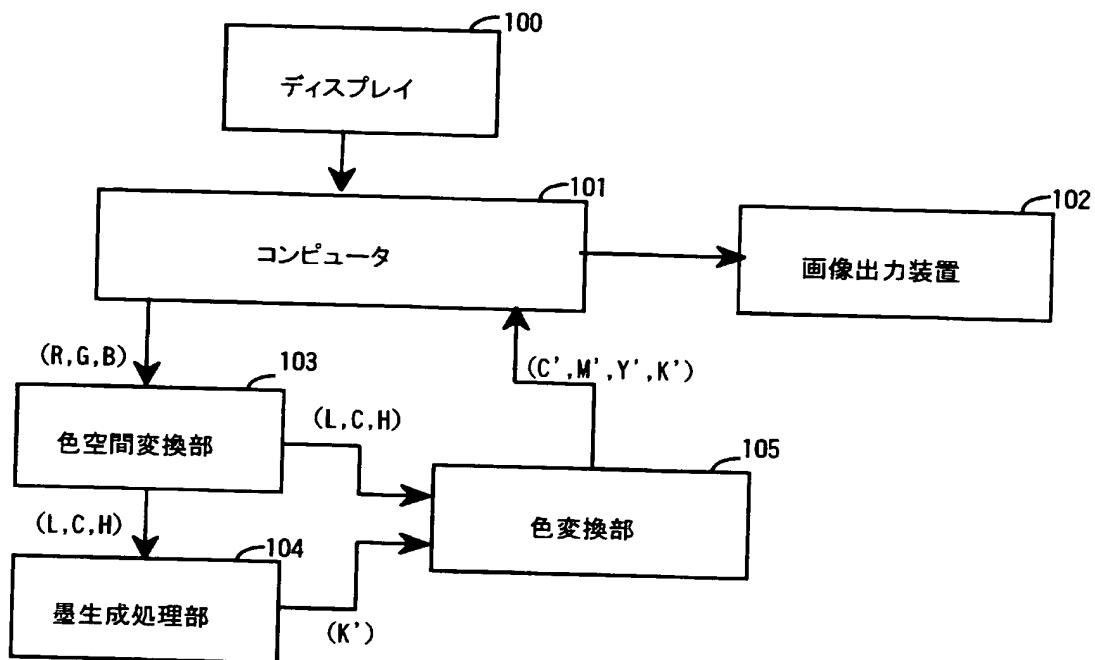 100
ディスプレイ
101
コンピュータ
102
画像出力装置
(R,G,B)
103
色空間変換部
(L,C,H)
(C',M',Y',K')
105
色変換部
(L,C,H)
104
墨生成処理部
(K')